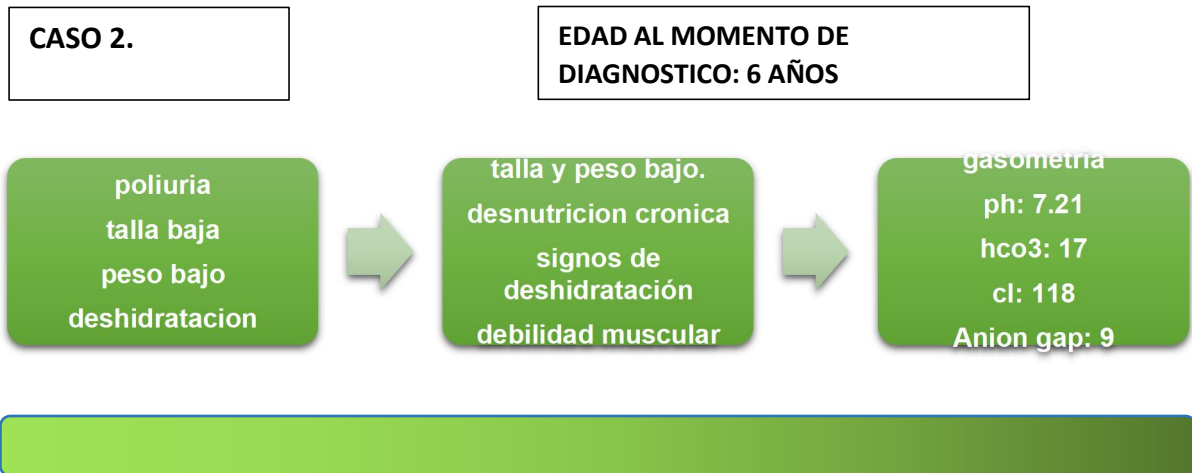 CASO 2.
EDAD AL MOMENTO DE
DIAGNOSTICO: 6 AÑOS
poliuria
talla baja
peso bajo
deshidratacion
talla y peso bajo.
desnutricion cronica
signos de
deshidratación
debilidad muscular
gasometria
ph: 7.21
hco3: 17
cl: 118
Anion gap: 9